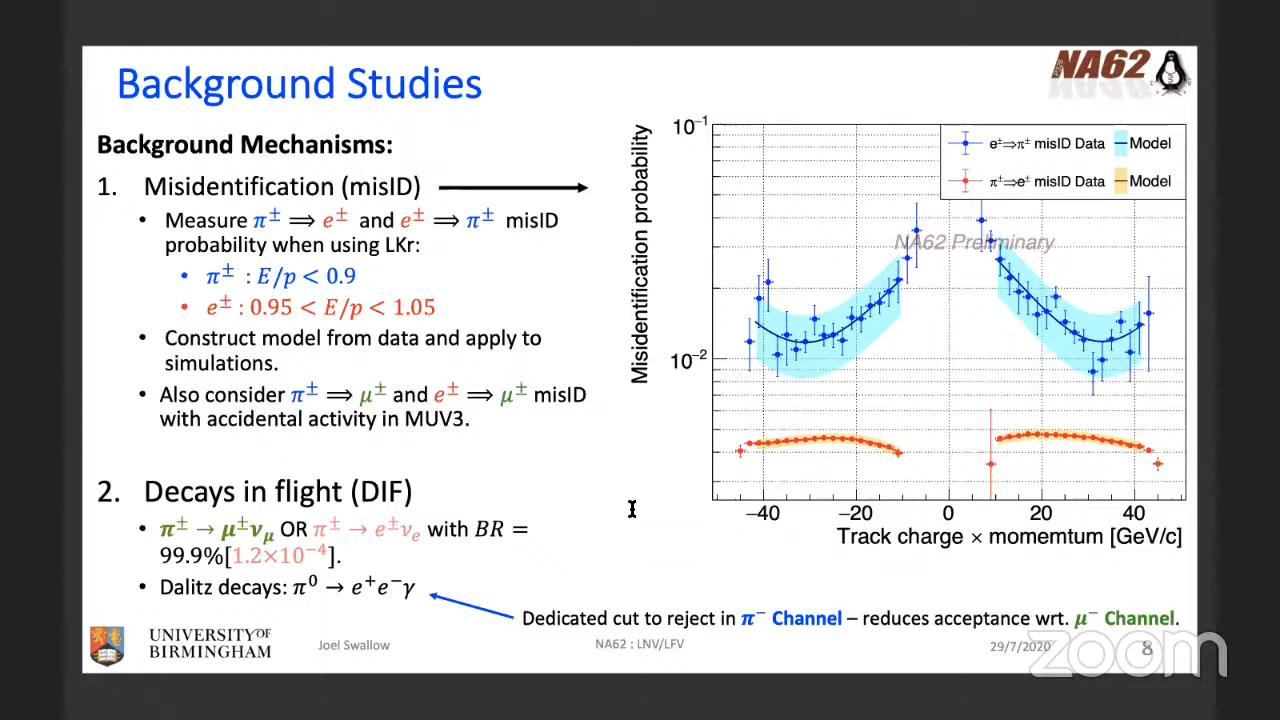 Background Studies
NA62
Background Mechanisms:
1. Misidentification (misID)
• Measure π± ⟹ e± and e± ⟹ π± misID
probability when using LKr:
• π± : E/p < 0.9
• e± : 0.95 < E/p < 1.05
• Construct model from data and apply to
simulations.
• Also consider π± ⟹ μ± and e± ⟹ μ± misID
with accidental activity in MUV3.
2. Decays in flight (DIF)
• π± → μ±νμ OR π± → e±νe with BR =
99.9%[1.2×10⁻⁴].
• Dalitz decays: π⁰ → e⁺e⁻γ
Misidentification probability
10⁻¹
10⁻²
e±⇒π± misID Data Model
π±⇒e± misID Data Model
NA62 Preliminary
−40 −20 0 20 40
Track charge × momemtum [GeV/c]
Dedicated cut to reject in π⁻ Channel – reduces acceptance wrt. μ⁻ Channel.
UNIVERSITY OF
BIRMINGHAM
Joel Swallow
NA62 : LNV/LFV
29/7/2020
8
zoom